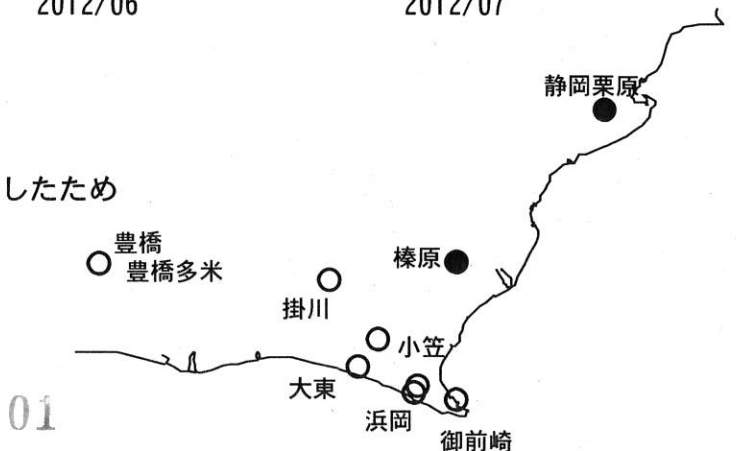 2012/06
2012/07
静岡栗原
したため
豊橋
豊橋多米
榛原
掛川
小笠
大東
浜岡
御前崎
01